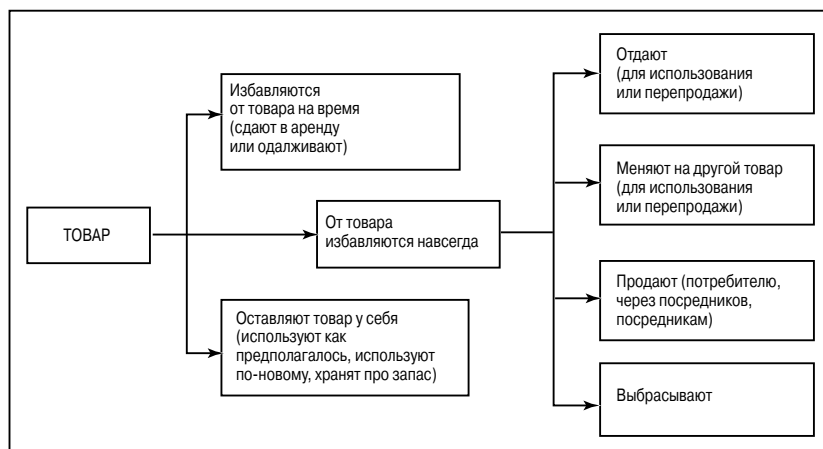 ТОВАР
Избавляются
от товара на время
(сдают в аренду
или одалживают)
От товара
избавляются навсегда
Оставляют товар у себя
(используют как
предполагалось, используют
по-новому, хранят про запас)
Отдают
(для использования
или перепродажи)
Меняют на другой товар
(для использования
или перепродажи)
Продают (потребителю,
через посредников,
посредникам)
Выбрасывают